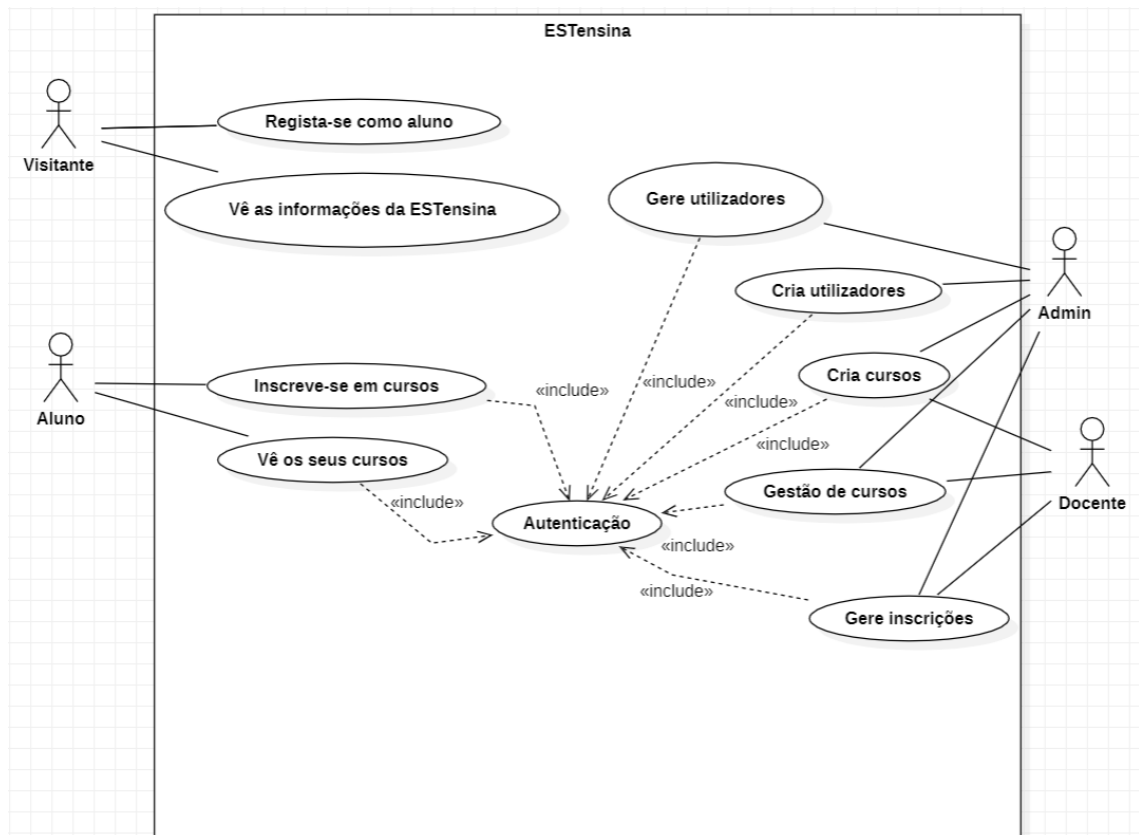 ESTensina
Regista-se como aluno
Visitante
Vê as informações da ESTensina
Gere utilizadores
Cria utilizadores
Admin
Cria cursos
Inscreve-se em cursos
Aluno
Vê os seus cursos
«include»
«include»
«include»
«include»
«include»
Gestão de cursos
Docente
Autenticação
«include»
«include»
Gere inscrições